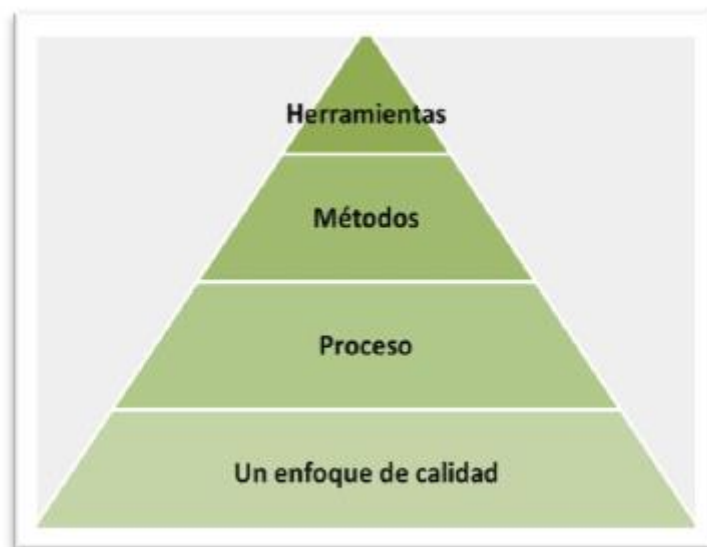 Herramientas
Métodos
Proceso
Un enfoque de calidad